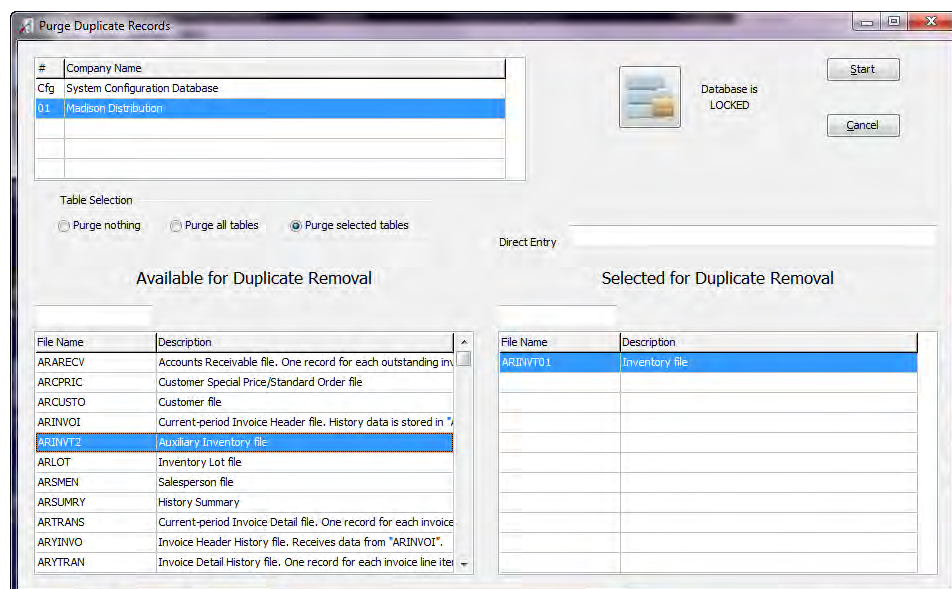 Purge Duplicate Records
# Company Name
Cfg System Configuration Database
01 Madison Distribution
Database is
LOCKED
Start
Cancel
Table Selection
Purge nothing Purge all tables Purge selected tables
Direct Entry
Available for Duplicate Removal
File Name Description
ARARECV Accounts Receivable file. One record for each outstanding inv
ARCPRIC Customer Special Price/Standard Order file
ARCUSTO Customer file
ARINVOI Current-period Invoice Header file. History data is stored in "A
ARINVT2 Auxiliary Inventory file
ARLOT Inventory Lot file
ARSMEN Salesperson file
ARSUMRY History Summary
ARTRANS Current-period Invoice Detail file. One record for each invoice
ARYINVO Invoice Header History file. Receives data from "ARINVOI".
ARYTRAN Invoice Detail History file. One record for each invoice line iter
Selected for Duplicate Removal
File Name Description
ARINVT01 Inventory file